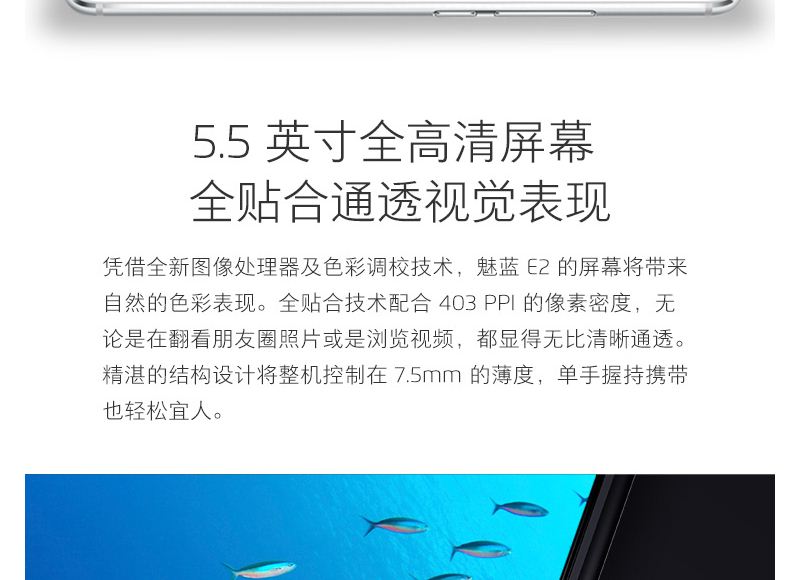 5.5 英寸全高清屏幕
全贴合通透视觉表现
凭借全新图像处理器及色彩调校技术，魅蓝 E2 的屏幕将带来
自然的色彩表现。全贴合技术配合 403 PPI 的像素密度，无
论是在翻看朋友圈照片或是浏览视频，都显得无比清晰通透。
精湛的结构设计将整机控制在 7.5mm 的薄度，单手握持携带
也轻松宜人。